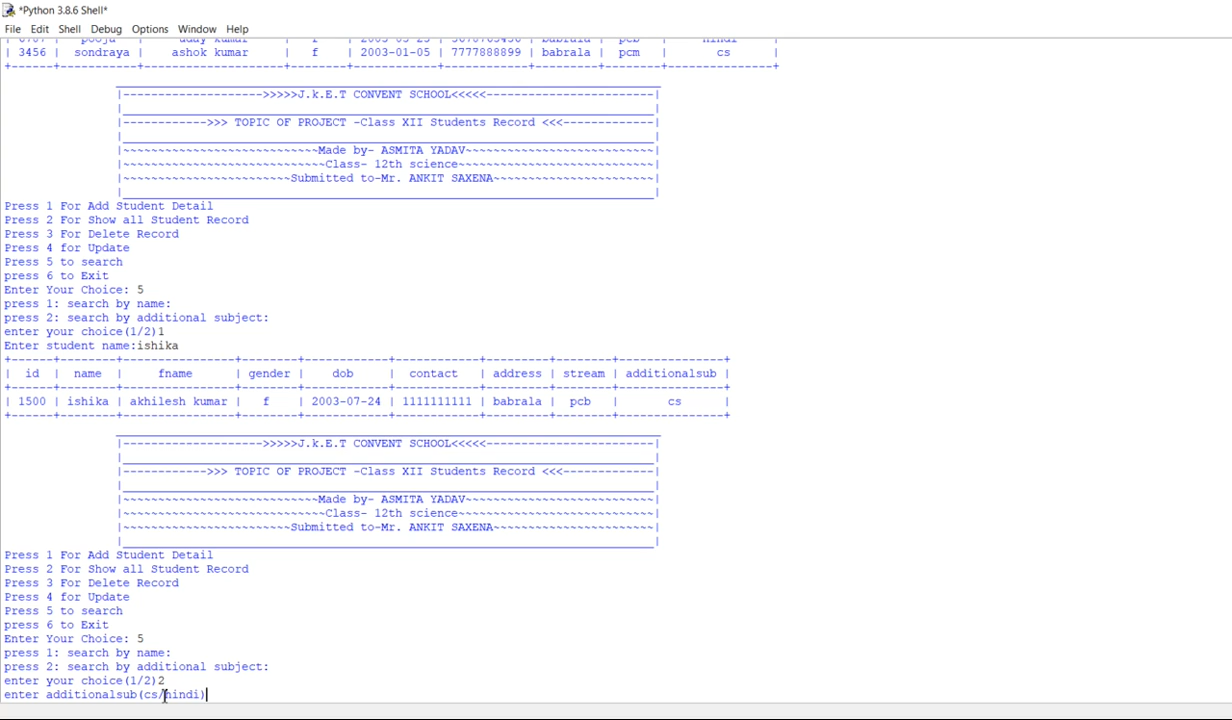 *Python 3.8.6 Shell*
File Edit Shell Debug Options Window Help
| 3456 | sondraya | ashok kumar | f | 2003-01-05 | 7777888899 | babrala | pcm | cs |
+------+----------+--------------------+--------+------------+------------+---------+--------+---------------+
|-------------------->>>>>J.k.E.T CONVENT SCHOOL<<<<<------------------------|
|------------>>> TOPIC OF PROJECT -Class XII Students Record <<<-------------|
|~~~~~~~~~~~~~~~~~~~~~~~~~~~~Made by- ASMITA YADAV~~~~~~~~~~~~~~~~~~~~~~~~~~~|
|~~~~~~~~~~~~~~~~~~~~~~~~~~~~~Class- 12th science~~~~~~~~~~~~~~~~~~~~~~~~~~~~|
|~~~~~~~~~~~~~~~~~~~~~~~~Submitted to-Mr. ANKIT SAXENA~~~~~~~~~~~~~~~~~~~~~~~|
Press 1 For Add Student Detail
Press 2 For Show all Student Record
Press 3 For Delete Record
Press 4 for Update
Press 5 to search
press 6 to Exit
Enter Your Choice: 5
press 1: search by name:
press 2: search by additional subject:
enter your choice(1/2)1
Enter student name:ishika
+------+--------+----------------+--------+------------+------------+---------+--------+---------------+
| id | name | fname | gender | dob | contact | address | stream | additionalsub |
+------+--------+----------------+--------+------------+------------+---------+--------+---------------+
| 1500 | ishika | akhilesh kumar | f | 2003-07-24 | 1111111111 | babrala | pcb | cs |
+------+--------+----------------+--------+------------+------------+---------+--------+---------------+
|-------------------->>>>>J.k.E.T CONVENT SCHOOL<<<<<------------------------|
|------------>>> TOPIC OF PROJECT -Class XII Students Record <<<-------------|
|~~~~~~~~~~~~~~~~~~~~~~~~~~~~Made by- ASMITA YADAV~~~~~~~~~~~~~~~~~~~~~~~~~~~|
|~~~~~~~~~~~~~~~~~~~~~~~~~~~~~Class- 12th science~~~~~~~~~~~~~~~~~~~~~~~~~~~~|
|~~~~~~~~~~~~~~~~~~~~~~~~Submitted to-Mr. ANKIT SAXENA~~~~~~~~~~~~~~~~~~~~~~~|
Press 1 For Add Student Detail
Press 2 For Show all Student Record
Press 3 For Delete Record
Press 4 for Update
Press 5 to search
press 6 to Exit
Enter Your Choice: 5
press 1: search by name:
press 2: search by additional subject:
enter your choice(1/2)2
enter additionalsub(cs/hindi)